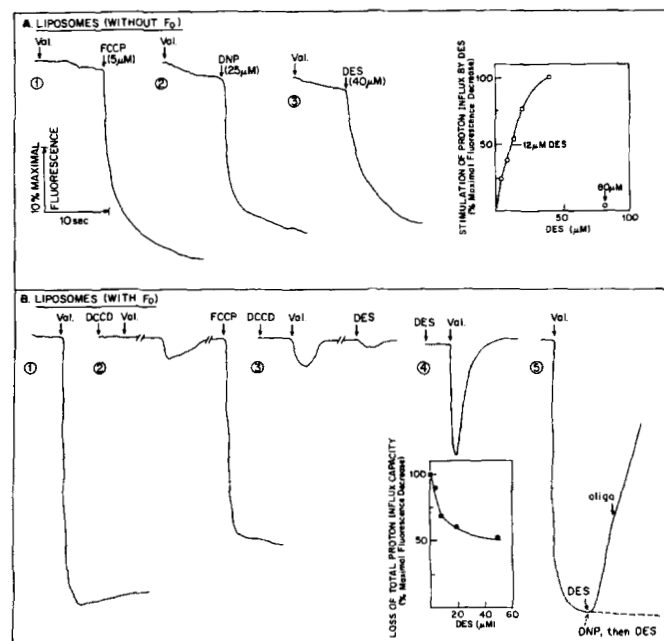 A. LIPOSOMES (WITHOUT F₀)
Val.
FCCP
(5μM)
①
Val.
DNP
(25μM)
②
Val.
DES
(40μM)
③
10% MAXIMAL
FLUORESCENCE
10 sec
STIMULATION OF PROTON INFLUX BY DES
(% Maximal Fluorescence Decrease)
100
50
12μM DES
80μM
50
100
DES (μM)
B. LIPOSOMES (WITH F₀)
Val.
①
DCCD
Val.
FCCP
②
DCCD
Val.
DES
③
DES
Val.
④
Val.
⑤
oligo
DES
DNP, then DES
LOSS OF TOTAL PROTON INFLUX CAPACITY
(% Maximal Fluorescence Decrease)
100
50
20
40
60
DES (μM)